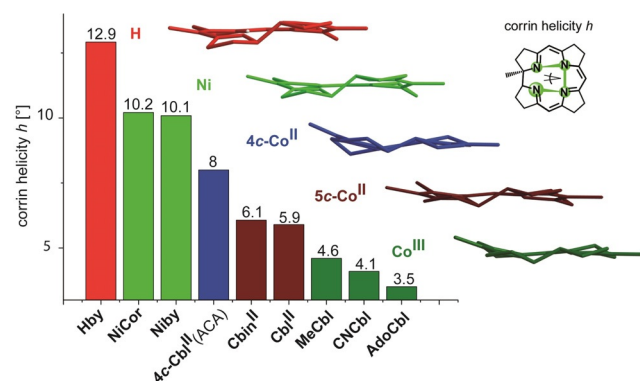 corrin helicity h
N
N
N
N
12.9
H
10.2
10.1
Ni
8
4c-Coᴵᴵ
6.1
5.9
5c-Coᴵᴵ
4.6
4.1
3.5
Coᴵᴵᴵ
10
5
corrin helicity h [°]
Hby
NiCor
Niby
4c-Cblᴵᴵ(ACA)
Cbinᴵᴵ
Cblᴵᴵ
MeCbl
CNCbl
AdoCbl